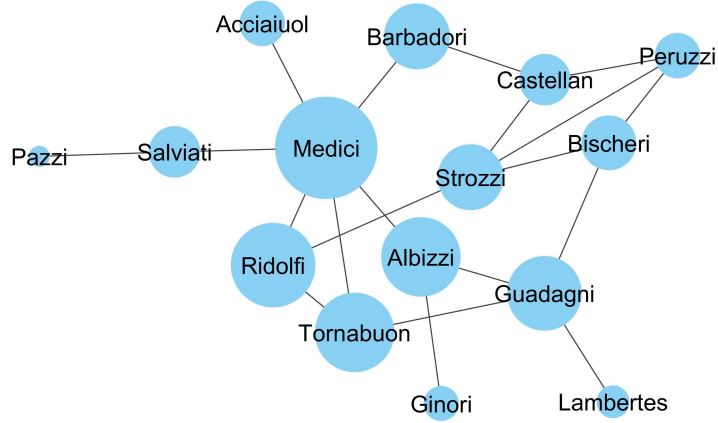 Acciaiuol
Barbadori
Peruzzi
Castellan
Medici
Bischeri
Pazzi
Salviati
Strozzi
Ridolfi
Albizzi
Guadagni
Tornabuon
Ginori
Lambertes